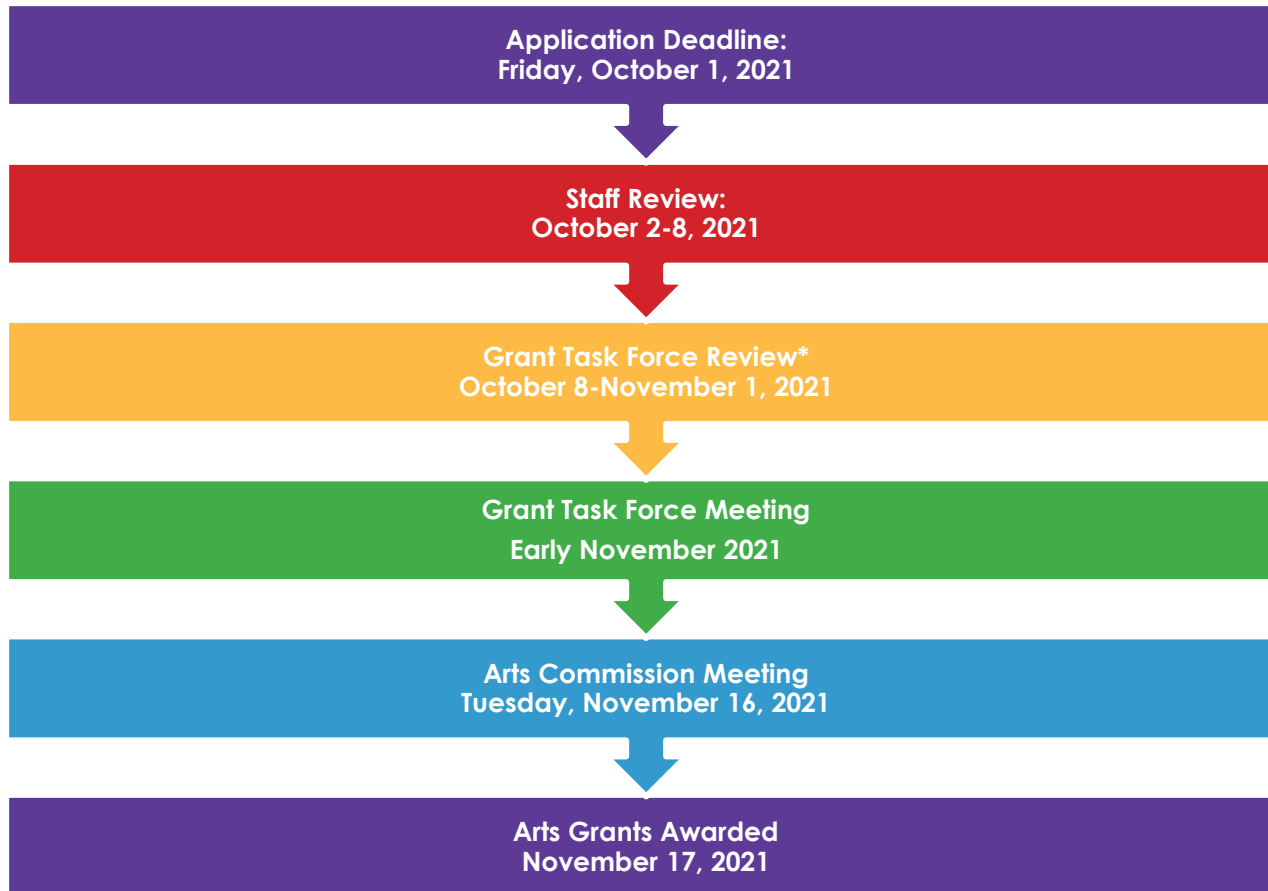 Application Deadline:
Friday, October 1, 2021
Staff Review:
October 2-8, 2021
Grant Task Force Review*
October 8-November 1, 2021
Grant Task Force Meeting
Early November 2021
Arts Commission Meeting
Tuesday, November 16, 2021
Arts Grants Awarded
November 17, 2021